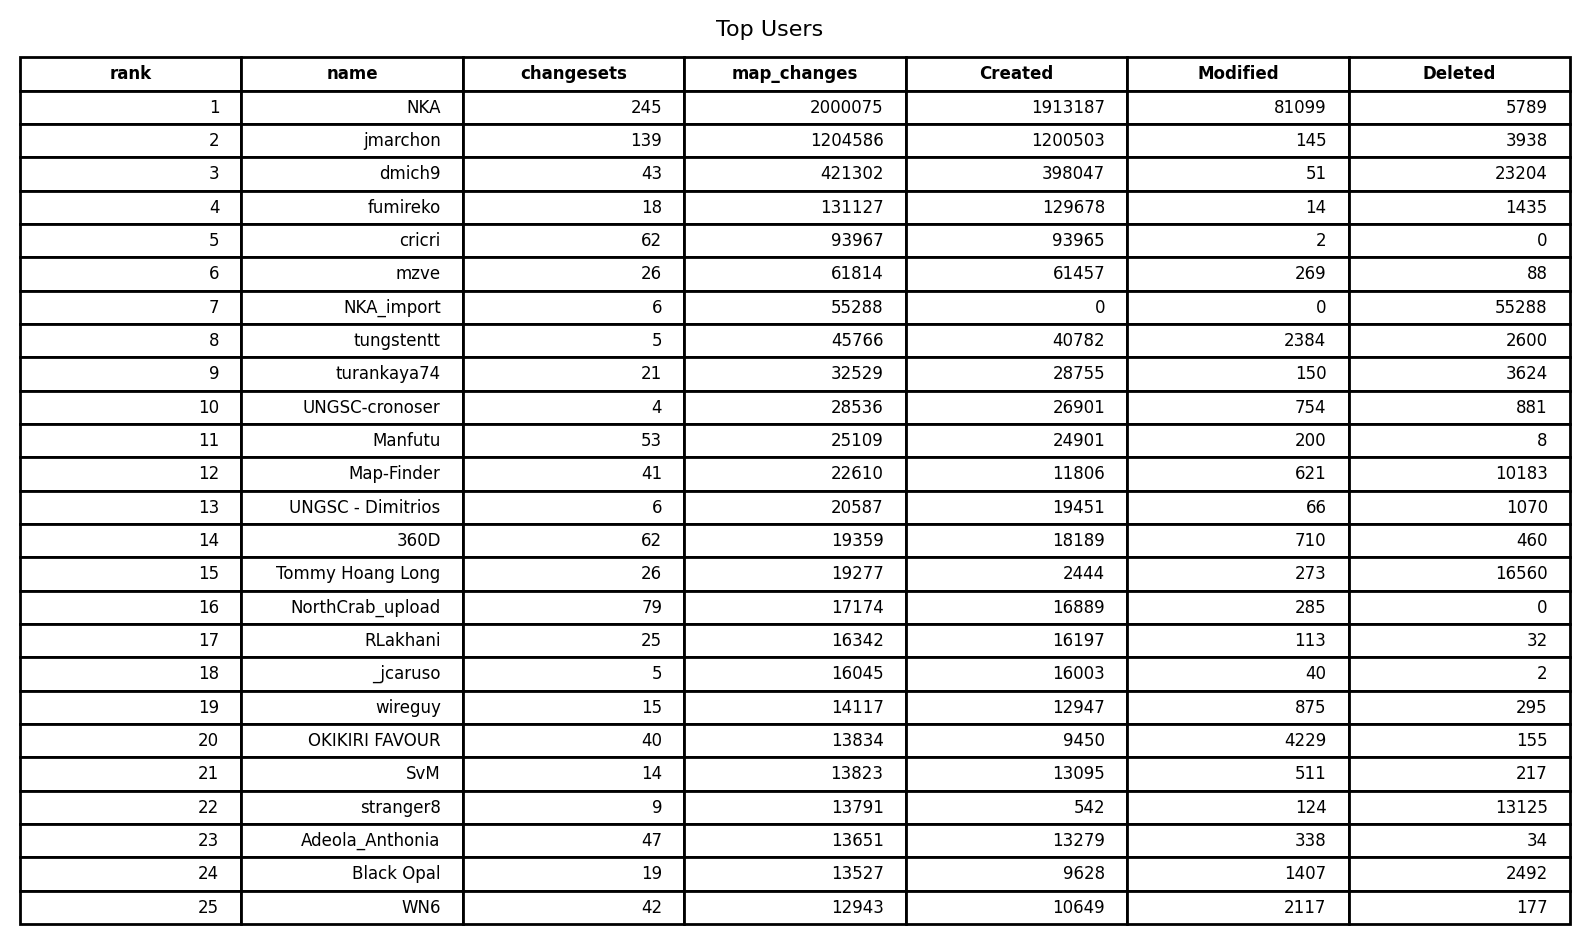 Top Users
rank name changesets map_changes Created Modified Deleted
1 NKA 245 2000075 1913187 81099 5789
2 jmarchon 139 1204586 1200503 145 3938
3 dmich9 43 421302 398047 51 23204
4 fumireko 18 131127 129678 14 1435
5 cricri 62 93967 93965 2 0
6 mzve 26 61814 61457 269 88
7 NKA_import 6 55288 0 0 55288
8 tungstentt 5 45766 40782 2384 2600
9 turankaya74 21 32529 28755 150 3624
10 UNGSC-cronoser 4 28536 26901 754 881
11 Manfutu 53 25109 24901 200 8
12 Map-Finder 41 22610 11806 621 10183
13 UNGSC - Dimitrios 6 20587 19451 66 1070
14 360D 62 19359 18189 710 460
15 Tommy Hoang Long 26 19277 2444 273 16560
16 NorthCrab_upload 79 17174 16889 285 0
17 RLakhani 25 16342 16197 113 32
18 _jcaruso 5 16045 16003 40 2
19 wireguy 15 14117 12947 875 295
20 OKIKIRI FAVOUR 40 13834 9450 4229 155
21 SvM 14 13823 13095 511 217
22 stranger8 9 13791 542 124 13125
23 Adeola_Anthonia 47 13651 13279 338 34
24 Black Opal 19 13527 9628 1407 2492
25 WN6 42 12943 10649 2117 177